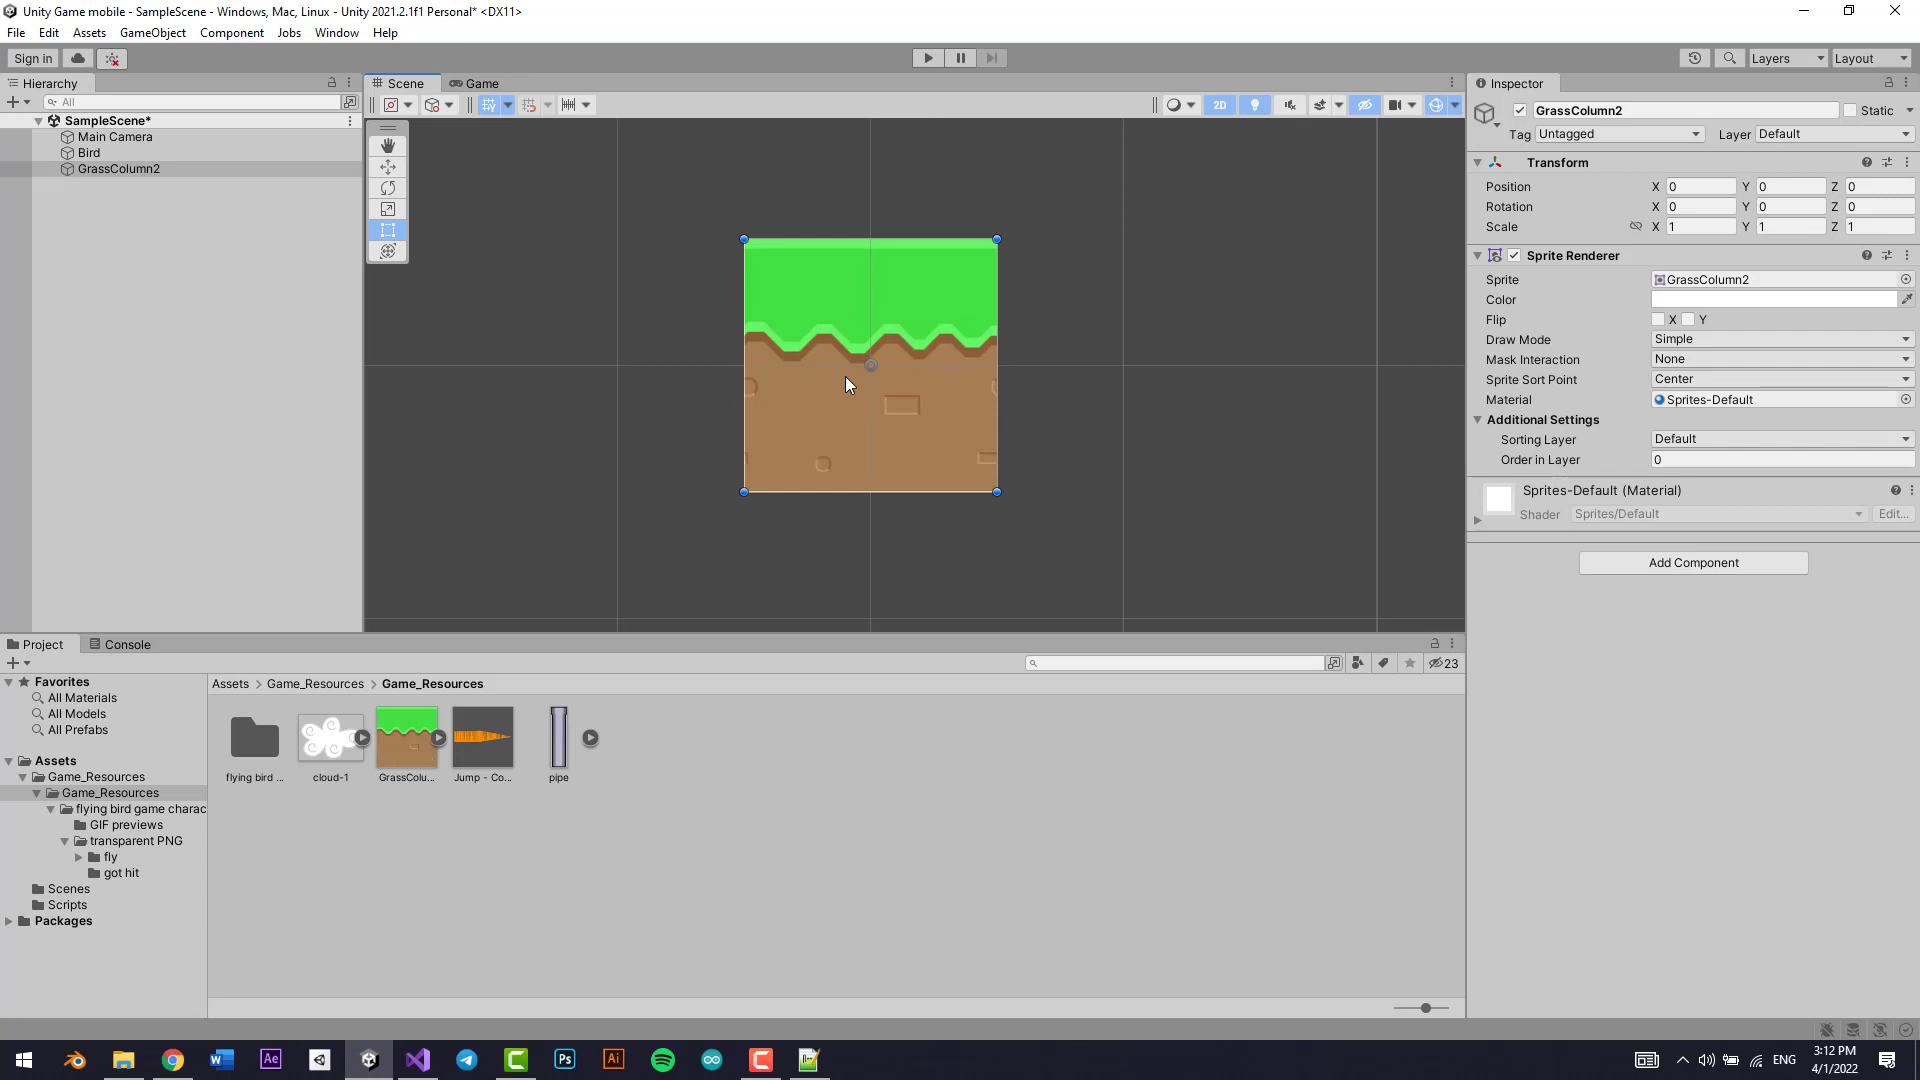 Unity Game mobile - SampleScene - Windows, Mac, Linux - Unity 2021.2.1f1 Personal* <DX11>
File Edit Assets GameObject Component Jobs Window Help
Sign in
Layers
Layout
Hierarchy
All
SampleScene*
Main Camera
Bird
GrassColumn2
Scene
Game
2D
Inspector
GrassColumn2
Static
Tag Untagged
Layer Default
Transform
Position X 0 Y 0 Z 0
Rotation X 0 Y 0 Z 0
Scale X 1 Y 1 Z 1
Sprite Renderer
Sprite GrassColumn2
Color
Flip X Y
Draw Mode Simple
Mask Interaction None
Sprite Sort Point Center
Material Sprites-Default
Additional Settings
Sorting Layer Default
Order in Layer 0
Sprites-Default (Material)
Shader Sprites/Default Edit...
Add Component
Project
Console
23
Favorites
All Materials
All Models
All Prefabs
Assets
Game_Resources
Game_Resources
flying bird game charac
GIF previews
transparent PNG
fly
got hit
Scenes
Scripts
Packages
Assets > Game_Resources > Game_Resources
flying bird ...
cloud-1
GrassColu...
Jump - Co...
pipe
Ae
Ps
Ai
ENG
3:12 PM
4/1/2022